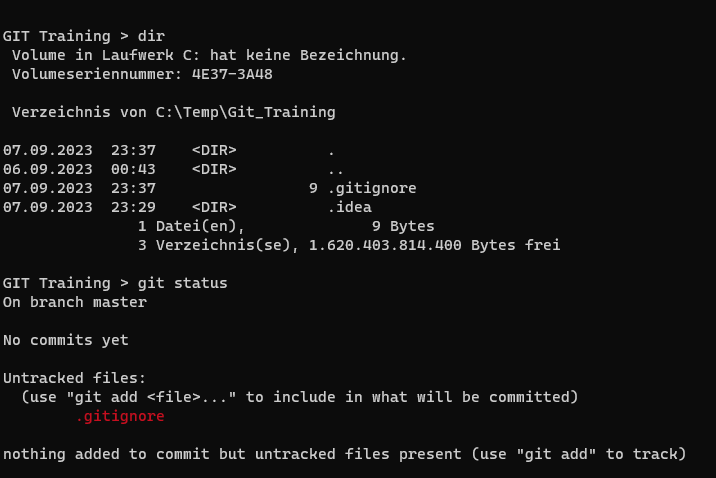 GIT Training > dir
 Volume in Laufwerk C: hat keine Bezeichnung.
 Volumeseriennummer: 4E37-3A48

 Verzeichnis von C:\Temp\Git_Training

07.09.2023  23:37    <DIR>          .
06.09.2023  00:43    <DIR>          ..
07.09.2023  23:37                 9 .gitignore
07.09.2023  23:29    <DIR>          .idea
               1 Datei(en),              9 Bytes
               3 Verzeichnis(se), 1.620.403.814.400 Bytes frei

GIT Training > git status
On branch master

No commits yet

Untracked files:
  (use "git add <file>..." to include in what will be committed)
        .gitignore

nothing added to commit but untracked files present (use "git add" to track)